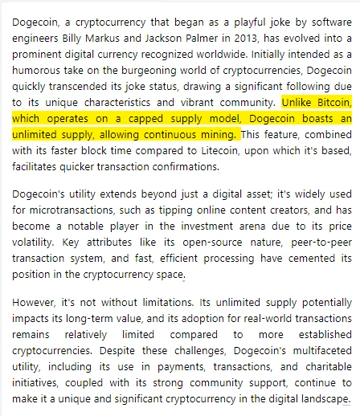 Dogecoin, a cryptocurrency that began as a playful joke by software
engineers Billy Markus and Jackson Palmer in 2013, has evolved into a
prominent digital currency recognized worldwide. Initially intended as a
humorous take on the burgeoning world of cryptocurrencies, Dogecoin
quickly transcended its joke status, drawing a significant following due
to its unique characteristics and vibrant community. Unlike Bitcoin,
which operates on a capped supply model, Dogecoin boasts an
unlimited supply, allowing continuous mining. This feature, combined
with its faster block time compared to Litecoin, upon which it's based,
facilitates quicker transaction confirmations.
Dogecoin's utility extends beyond just a digital asset; it's widely used
for microtransactions, such as tipping online content creators, and has
become a notable player in the investment arena due to its price
volatility. Key attributes like its open-source nature, peer-to-peer
transaction system, and fast, efficient processing have cemented its
position in the cryptocurrency space.
However, it's not without limitations. Its unlimited supply potentially
impacts its long-term value, and its adoption for real-world transactions
remains relatively limited compared to more established
cryptocurrencies. Despite these challenges, Dogecoin's multifaceted
utility, including its use in payments, transactions, and charitable
initiatives, coupled with its strong community support, continue to
make it a unique and significant cryptocurrency in the digital landscape.